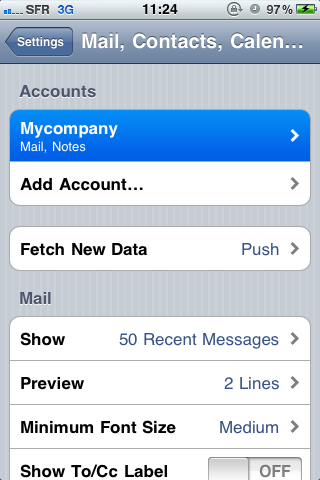 SFR 3G 11:24 97%
Settings Mail, Contacts, Calen...
Accounts
Mycompany
Mail, Notes
Add Account...
Fetch New Data Push
Mail
Show 50 Recent Messages
Preview 2 Lines
Minimum Font Size Medium
Show To/Cc Label OFF